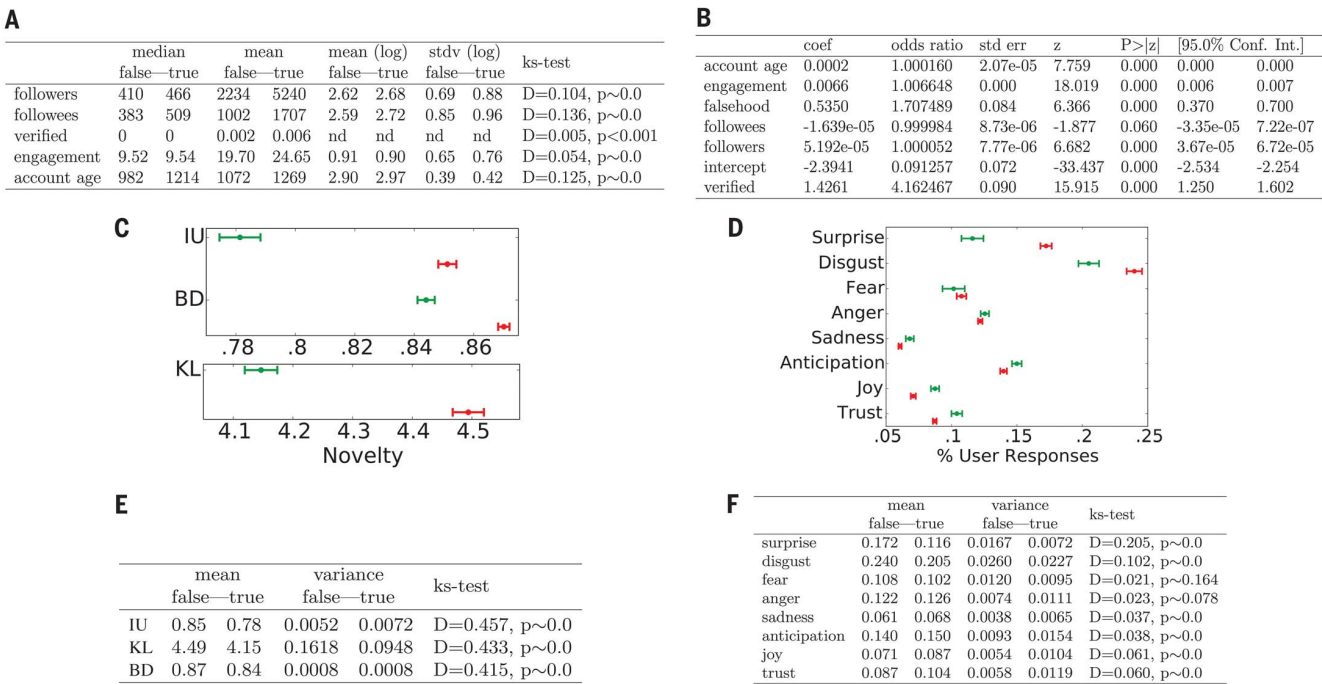 A
median mean mean (log) stdv (log) ks-test
false—true false—true false—true false—true
followers 410 466 2234 5240 2.62 2.68 0.69 0.88 D=0.104, p∼0.0
followees 383 509 1002 1707 2.59 2.72 0.85 0.96 D=0.136, p∼0.0
verified 0 0 0.002 0.006 nd nd nd nd D=0.005, p<0.001
engagement 9.52 9.54 19.70 24.65 0.91 0.90 0.65 0.76 D=0.054, p∼0.0
account age 982 1214 1072 1269 2.90 2.97 0.39 0.42 D=0.125, p∼0.0
B
coef odds ratio std err z P>|z| [95.0% Conf. Int.]
account age 0.0002 1.000160 2.07e-05 7.759 0.000 0.000 0.000
engagement 0.0066 1.006648 0.000 18.019 0.000 0.006 0.007
falsehood 0.5350 1.707489 0.084 6.366 0.000 0.370 0.700
followees -1.639e-05 0.999984 8.73e-06 -1.877 0.060 -3.35e-05 7.22e-07
followers 5.192e-05 1.000052 7.77e-06 6.682 0.000 3.67e-05 6.72e-05
intercept -2.3941 0.091257 0.072 -33.437 0.000 -2.534 -2.254
verified 1.4261 4.162467 0.090 15.915 0.000 1.250 1.602
C
IU
BD
.78 .8 .82 .84 .86
KL
4.1 4.2 4.3 4.4 4.5
Novelty
D
Surprise
Disgust
Fear
Anger
Sadness
Anticipation
Joy
Trust
.05 .1 .15 .2 .25
% User Responses
E
mean variance ks-test
false—true false—true
IU 0.85 0.78 0.0052 0.0072 D=0.457, p∼0.0
KL 4.49 4.15 0.1618 0.0948 D=0.433, p∼0.0
BD 0.87 0.84 0.0008 0.0008 D=0.415, p∼0.0
F
mean variance ks-test
false—true false—true
surprise 0.172 0.116 0.0167 0.0072 D=0.205, p∼0.0
disgust 0.240 0.205 0.0260 0.0227 D=0.102, p∼0.0
fear 0.108 0.102 0.0120 0.0095 D=0.021, p∼0.164
anger 0.122 0.126 0.0074 0.0111 D=0.023, p∼0.078
sadness 0.061 0.068 0.0038 0.0065 D=0.037, p∼0.0
anticipation 0.140 0.150 0.0093 0.0154 D=0.038, p∼0.0
joy 0.071 0.087 0.0054 0.0104 D=0.061, p∼0.0
trust 0.087 0.104 0.0058 0.0119 D=0.060, p∼0.0